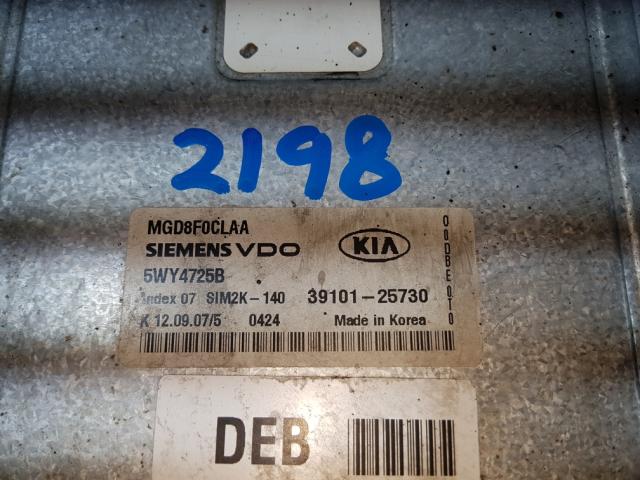 2198
MGD8F0CLAA
SIEMENS VDO KIA
5WY4725B
Index 07 SIM2K-140 39101-25730
K 12.09.07/5 0424 Made in Korea
00DBE0T0
DEB